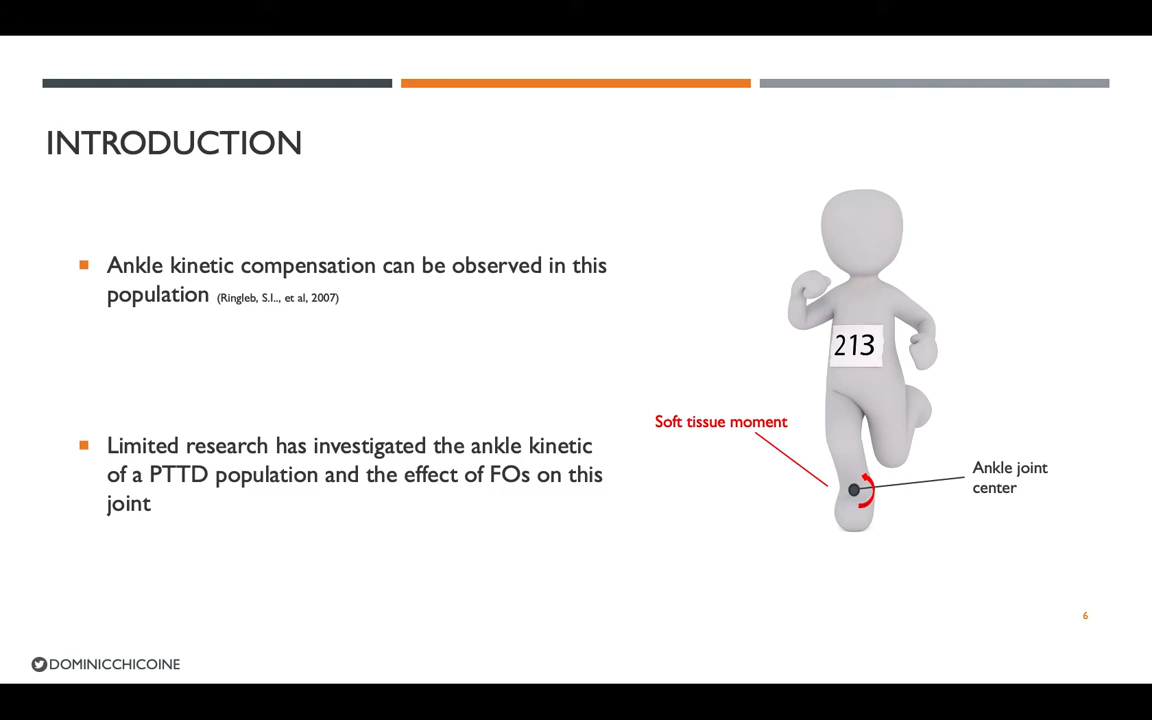 INTRODUCTION
Ankle kinetic compensation can be observed in this
population (Ringleb, S.I.., et al, 2007)
Limited research has investigated the ankle kinetic
of a PTTD population and the effect of FOs on this
joint
213
Soft tissue moment
Ankle joint
center
6
DOMINICCHICOINE